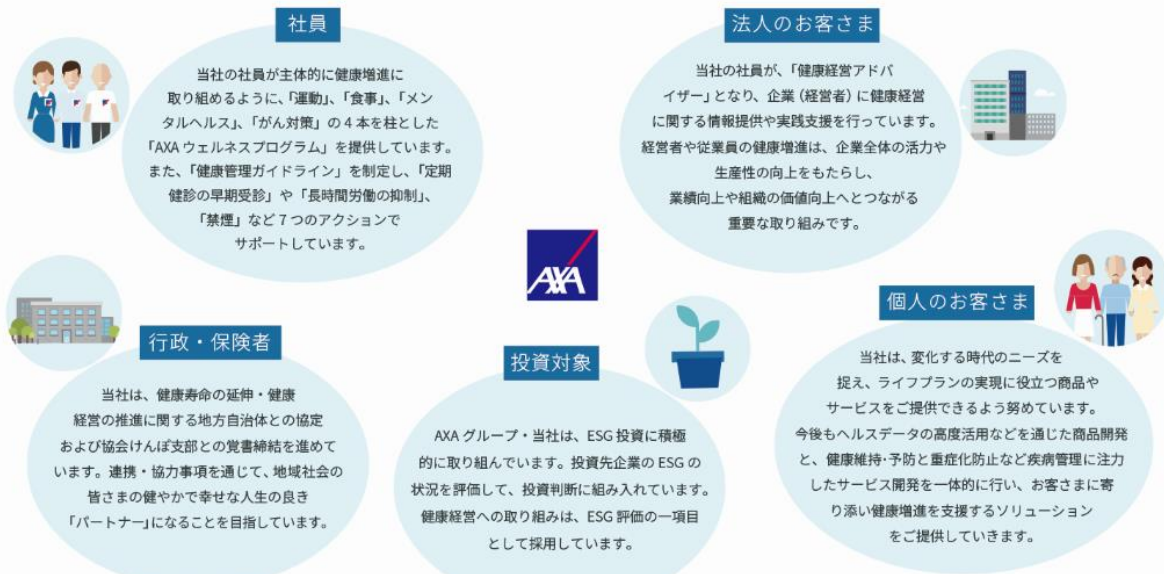 社員
当社の社員が主体的に健康増進に
取り組めるように、「運動」、「食事」、「メン
タルヘルス」、「がん対策」の4本を柱とした
「AXA ウェルネスプログラム」を提供しています。
また、「健康管理ガイドライン」を制定し、「定期
健診の早期受診」や「長時間労働の抑制」、
「禁煙」など7つのアクションで
サポートしています。
法人のお客さま
当社の社員が、「健康経営アドバ
イザー」となり、企業（経営者）に健康経営
に関する情報提供や実践支援を行っています。
経営者や従業員の健康増進は、企業全体の活力や
生産性の向上をもたらし、
業績向上や組織の価値向上へとつながる
重要な取り組みです。
AXA
行政・保険者
当社は、健康寿命の延伸・健康
経営の推進に関する地方自治体との協定
および協会けんぽ支部との覚書締結を進めて
います。連携・協力事項を通じて、地域社会の
皆さまの健やかで幸せな人生の良き
「パートナー」になることを目指しています。
投資対象
AXA グループ・当社は、ESG 投資に積極
的に取り組んでいます。投資先企業の ESG の
状況を評価して、投資判断に組み入れています。
健康経営への取り組みは、ESG 評価の一項目
として採用しています。
個人のお客さま
当社は、変化する時代のニーズを
捉え、ライフプランの実現に役立つ商品や
サービスをご提供できるよう努めています。
今後もヘルスデータの高度活用などを通じた商品開発
と、健康維持・予防と重症化防止など疾病管理に注力
したサービス開発を一体的に行い、お客さまに寄
り添い健康増進を支援するソリューション
をご提供していきます。